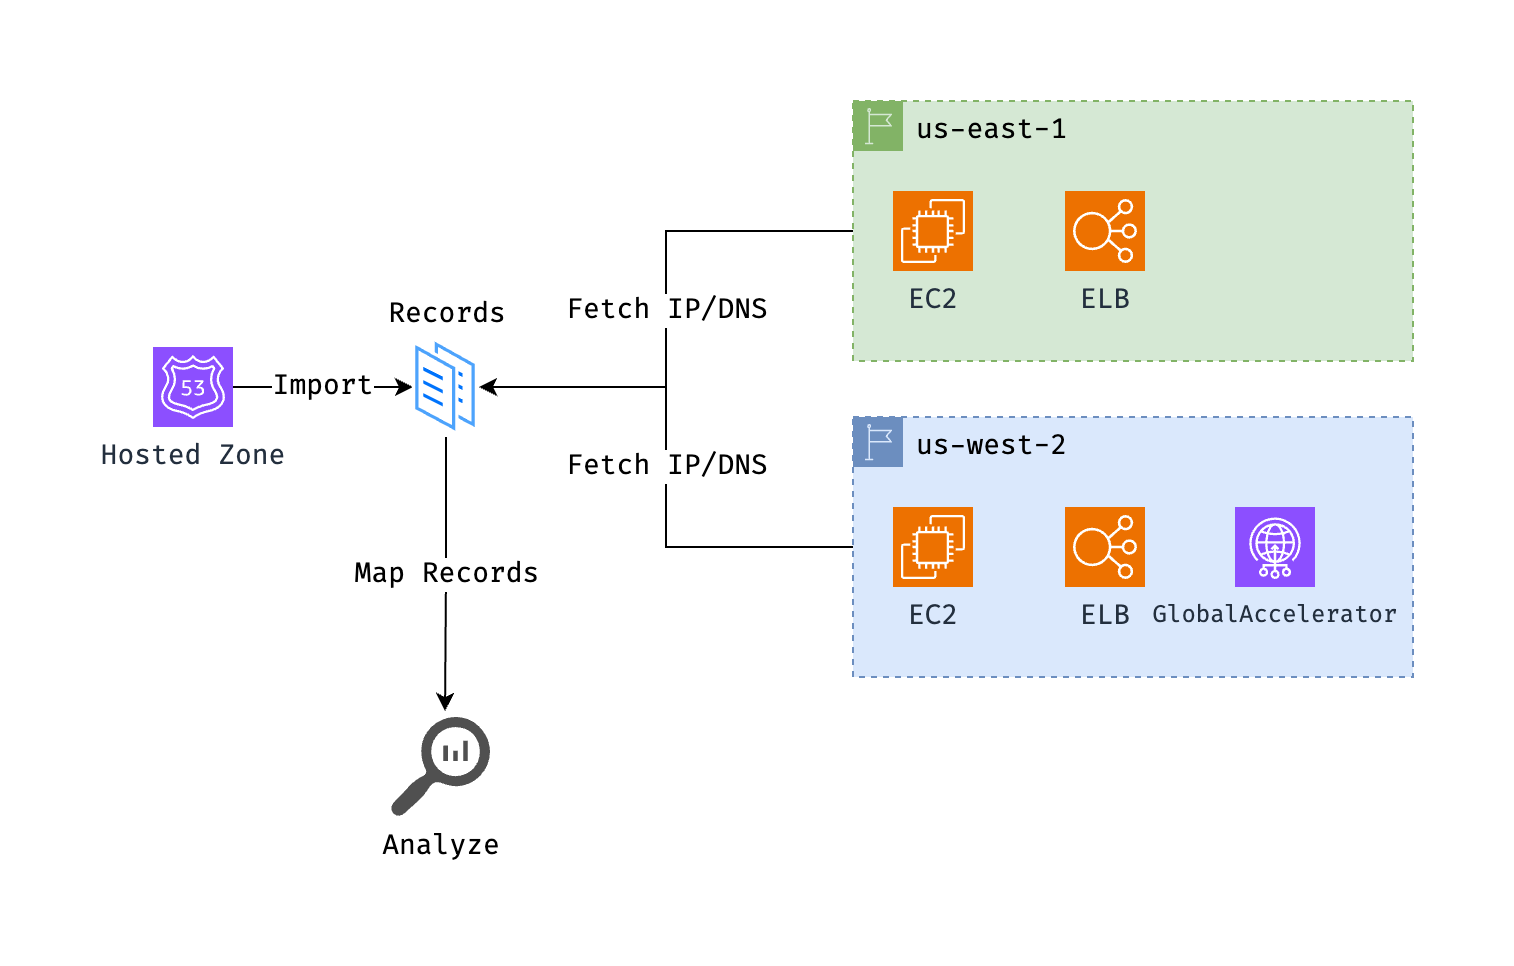 us-east-1
EC2
ELB
Fetch IP/DNS
Records
53
Import
Hosted Zone
Fetch IP/DNS
us-west-2
EC2
ELB
GlobalAccelerator
Map Records
Analyze